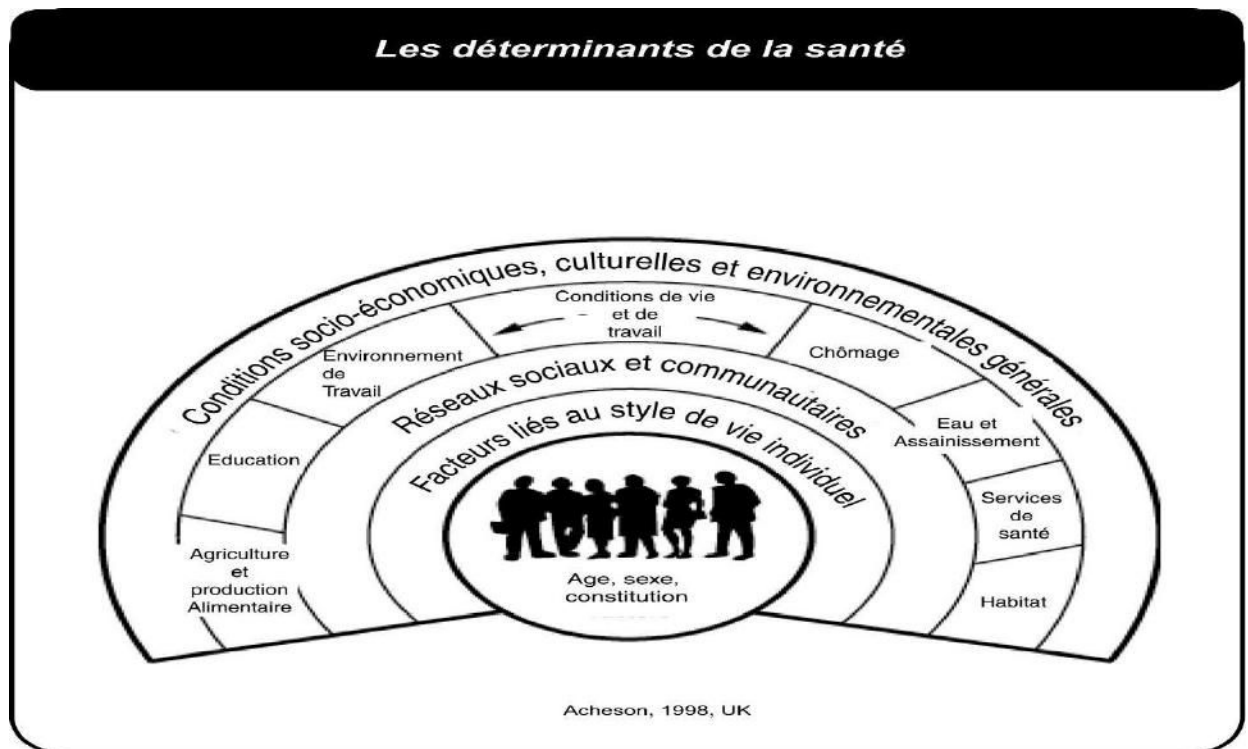 Les déterminants de la santé
Conditions socio-économiques, culturelles et environnementales générales
Conditions de vie
et de
travail
Environnement
de
Travail
Chômage
Réseaux sociaux et communautaires
Education
Eau et
Assainissement
Facteurs liés au style de vie individuel
Services
de
santé
Agriculture
et
production
Alimentaire
Age, sexe,
constitution
Habitat
Acheson, 1998, UK